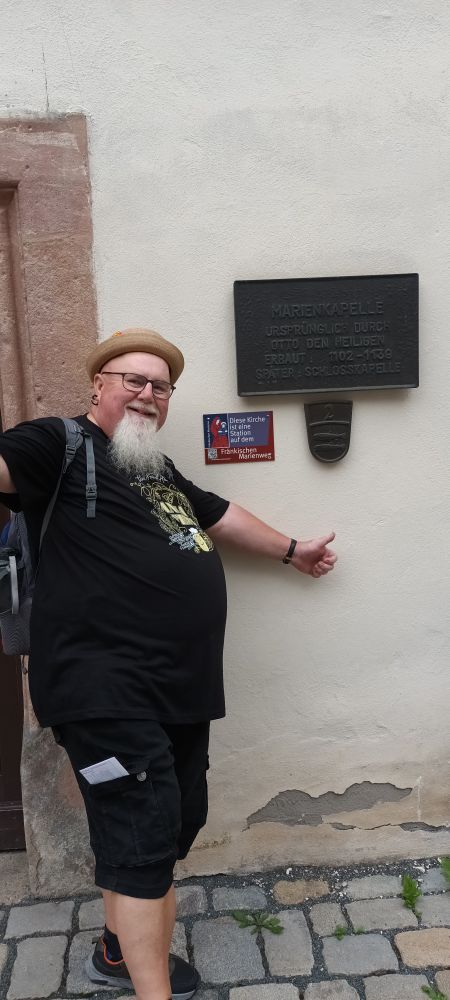 MARIENKAPELLE
URSPRÜNGLICH DURCH
OTTO DEN HEILIGEN
ERBAUT 1102-1139
SPÄTER: SCHLOSSKAPELLE
Diese Kirche
ist eine
Station
auf dem
Fränkischen
Marienweg
2